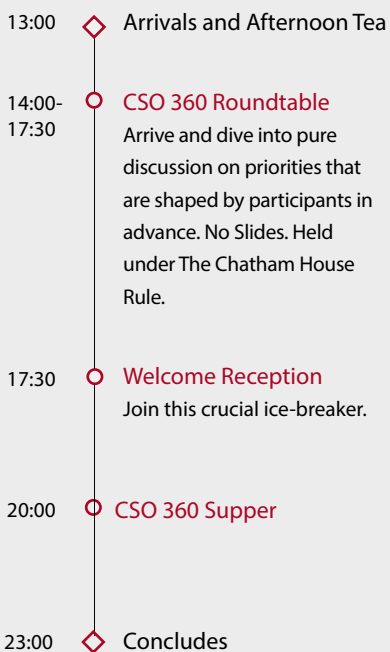 13:00 Arrivals and Afternoon Tea
14:00-
17:30
CSO 360 Roundtable
Arrive and dive into pure
discussion on priorities that
are shaped by participants in
advance. No Slides. Held
under The Chatham House
Rule.
17:30 Welcome Reception
Join this crucial ice-breaker.
20:00 CSO 360 Supper
23:00 Concludes